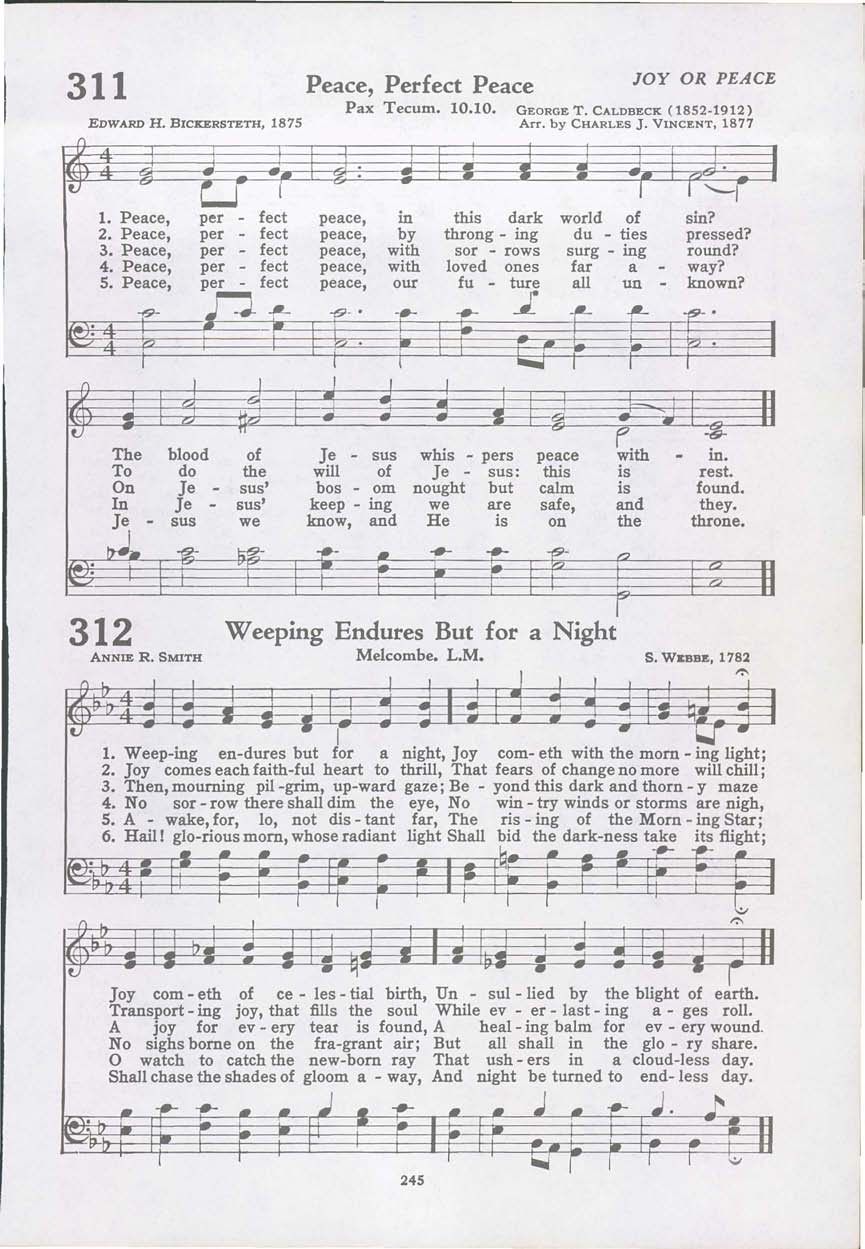 311
Peace, Perfect Peace
JOY OR PEACE
Pax Tecum. 10.10.
EDWARD H. BICKERSTETH, 1875
GEORGE T. CALDBECK (1852-1912)
Arr. by CHARLES J. VINCENT, 1877
4
4
1. Peace, per - fect peace, in this dark world of sin?
2. Peace, per - fect peace, by throng - ing du - ties pressed?
3. Peace, per - fect peace, with sor - rows surg - ing round?
4. Peace, per - fect peace, with loved ones far a - way?
5. Peace, per - fect peace, our fu - ture all un - known?
4
4
The blood of Je - sus whis - pers peace with - in.
To do the will of Je - sus: this is rest.
On Je - sus' bos - om nought but calm is found.
In Je - sus' keep - ing we are safe, and they.
Je - sus we know, and He is on the throne.
312
Weeping Endures But for a Night
ANNIE R. SMITH
Melcombe. L.M.
S. WEBBE, 1782
4
4
1. Weep-ing en-dures but for a night, Joy com- eth with the morn - ing light;
2. Joy comes each faith-ful heart to thrill, That fears of change no more will chill;
3. Then, mourning pil -grim, up-ward gaze; Be - yond this dark and thorn - y maze
4. No sor - row there shall dim the eye, No win - try winds or storms are nigh,
5. A - wake, for, lo, not dis - tant far, The ris - ing of the Morn - ing Star;
6. Hail! glo-rious morn, whose radiant light Shall bid the dark-ness take its flight;
4
4
Joy com - eth of ce - les - tial birth, Un - sul - lied by the blight of earth.
Transport - ing joy, that fills the soul While ev - er - last - ing a - ges roll.
A joy for ev - ery tear is found, A heal - ing balm for ev - ery wound.
No sighs borne on the fra-grant air; But all shall in the glo - ry share.
O watch to catch the new-born ray That ush - ers in a cloud-less day.
Shall chase the shades of gloom a - way, And night be turned to end- less day.
245